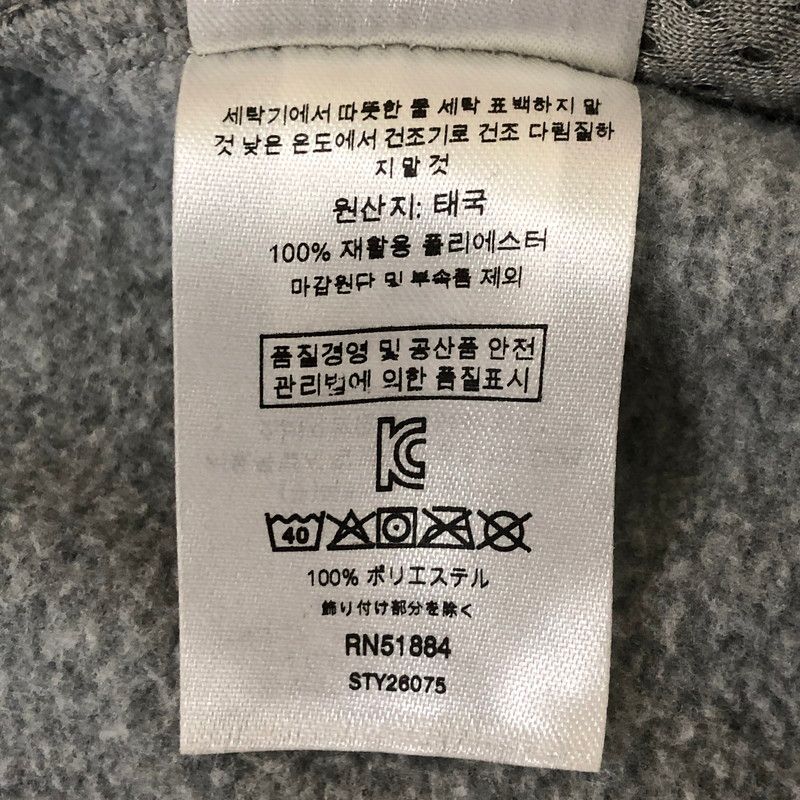 세탁기에서 따뜻한 물 세탁 표백하지 말
것 낮은 온도에서 건조기로 건조 다림질하
지 말 것
원산지: 태국
100% 재활용 폴리에스터
마감원단 및 부속품 제외
품질경영 및 공산품 안전
관리법에 의한 품질표시
KC
40
100% ポリエステル
飾り付け部分を除く
RN51884
STY26075